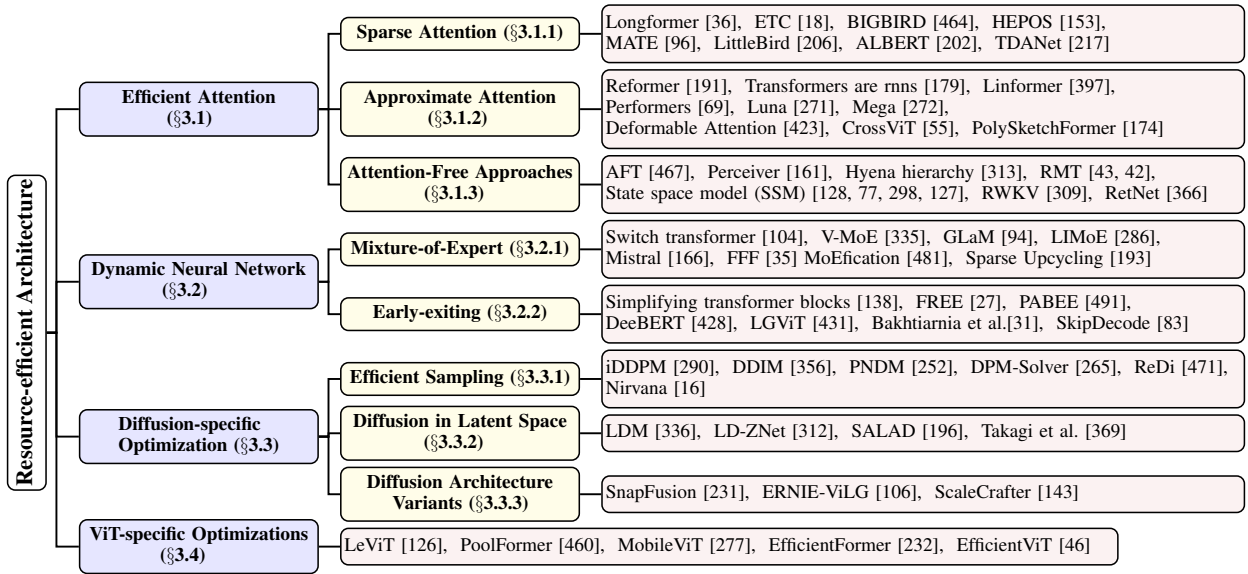 Resource-efficient Architecture
Efficient Attention
(§3.1)
Sparse Attention (§3.1.1)
Longformer [36], ETC [18], BIGBIRD [464], HEPOS [153],
MATE [96], LittleBird [206], ALBERT [202], TDANet [217]
Approximate Attention
(§3.1.2)
Reformer [191], Transformers are rnns [179], Linformer [397],
Performers [69], Luna [271], Mega [272],
Deformable Attention [423], CrossViT [55], PolySketchFormer [174]
Attention-Free Approaches
(§3.1.3)
AFT [467], Perceiver [161], Hyena hierarchy [313], RMT [43, 42],
State space model (SSM) [128, 77, 298, 127], RWKV [309], RetNet [366]
Dynamic Neural Network
(§3.2)
Mixture-of-Expert (§3.2.1)
Switch transformer [104], V-MoE [335], GLaM [94], LIMoE [286],
Mistral [166], FFF [35] MoEfication [481], Sparse Upcycling [193]
Early-exiting (§3.2.2)
Simplifying transformer blocks [138], FREE [27], PABEE [491],
DeeBERT [428], LGViT [431], Bakhtiarnia et al.[31], SkipDecode [83]
Diffusion-specific
Optimization (§3.3)
Efficient Sampling (§3.3.1)
iDDPM [290], DDIM [356], PNDM [252], DPM-Solver [265], ReDi [471],
Nirvana [16]
Diffusion in Latent Space
(§3.3.2)
LDM [336], LD-ZNet [312], SALAD [196], Takagi et al. [369]
Diffusion Architecture
Variants (§3.3.3)
SnapFusion [231], ERNIE-ViLG [106], ScaleCrafter [143]
ViT-specific Optimizations
(§3.4)
LeViT [126], PoolFormer [460], MobileViT [277], EfficientFormer [232], EfficientViT [46]